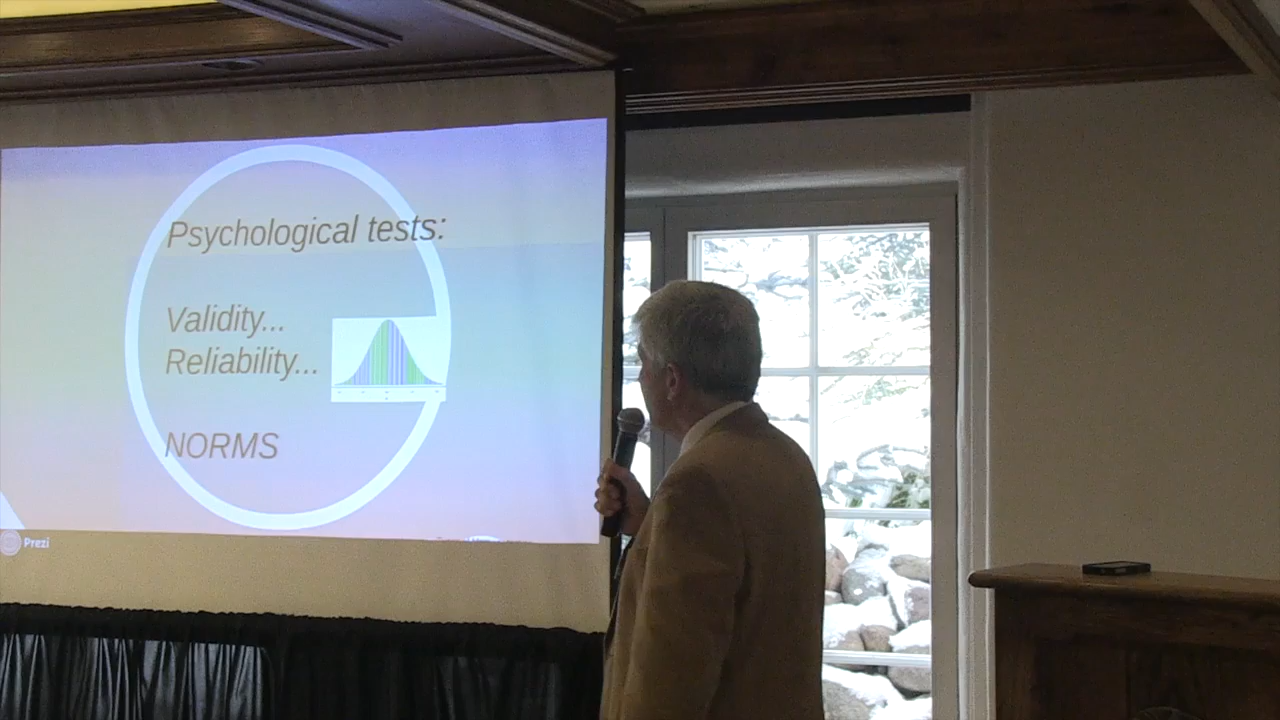 Psychological tests:
Validity...
Reliability...
NORMS
Prezi